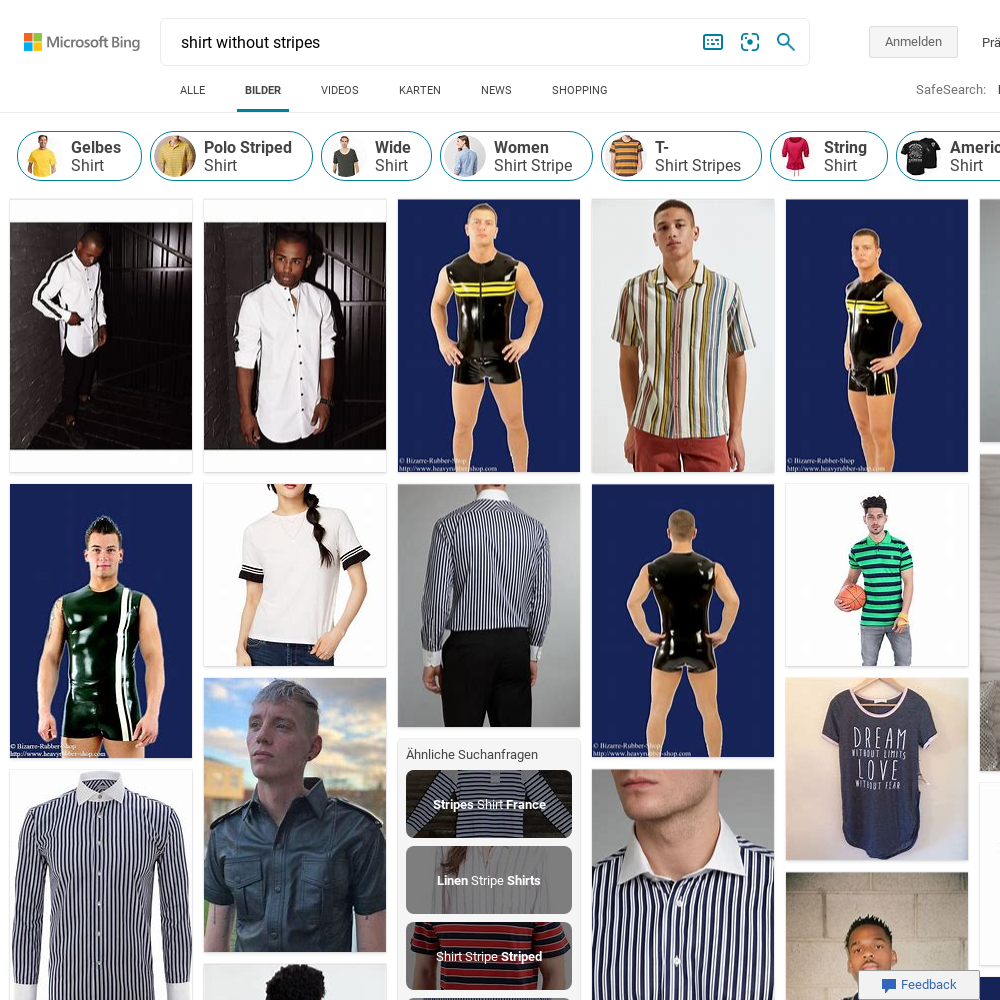 Microsoft Bing
shirt without stripes
Anmelden
Prä
ALLE
BILDER
VIDEOS
KARTEN
NEWS
SHOPPING
SafeSearch:
Gelbes
Shirt
Polo Striped
Shirt
Wide
Shirt
Women
Shirt Stripe
T-
Shirt Stripes
String
Shirt
Americ
Shirt
© Bizarre-Rubber-Shop
http://www.heavyrubber-shop.com
© Bizarre-Rubber-Shop
http://www.heavyrubber-shop.com
© Bizarre-Rubber-Shop
http://www.heavyrubber-shop.com
© Bizarre-Rubber-Shop
http://www.heavyrubber-shop.com
DREAM
WITHOUT LIMITS
LOVE
WITHOUT FEAR
Ähnliche Suchanfragen
Stripes Shirt France
Linen Stripe Shirts
Shirt Stripe Striped
Feedback